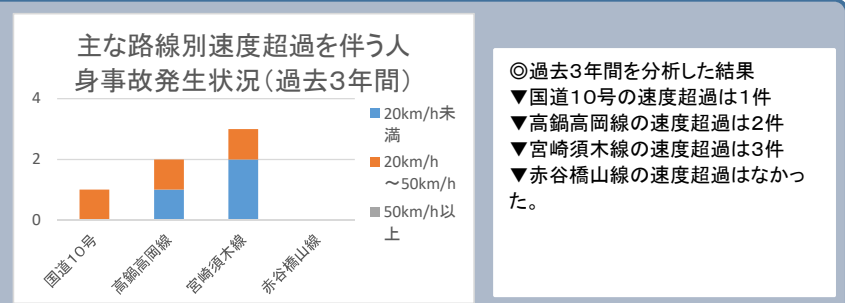 主な路線別速度超過を伴う人
身事故発生状況（過去３年間）
4
2
0
国道１０号
高鍋高岡線
宮崎須木線
赤谷橋山線
20km/h未
満
20km/h
～50km/h
50km/h以
上
◎過去３年間を分析した結果
▼国道１０号の速度超過は１件
▼高鍋高岡線の速度超過は２件
▼宮崎須木線の速度超過は３件
▼赤谷橋山線の速度超過はなかっ
た。